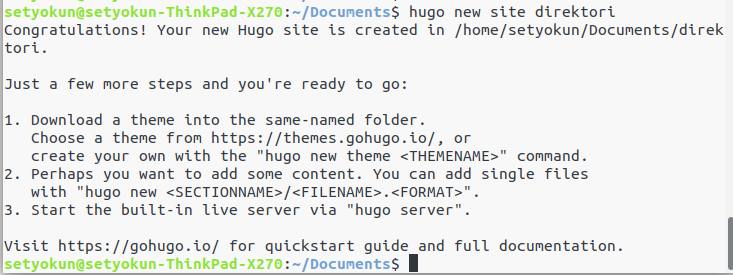 setyokun@setyokun-ThinkPad-X270:~/Documents$ hugo new site direktori
Congratulations! Your new Hugo site is created in /home/setyokun/Documents/direk
tori.

Just a few more steps and you're ready to go:

1. Download a theme into the same-named folder.
   Choose a theme from https://themes.gohugo.io/, or
   create your own with the "hugo new theme <THEMENAME>" command.
2. Perhaps you want to add some content. You can add single files
   with "hugo new <SECTIONNAME>/<FILENAME>.<FORMAT>".
3. Start the built-in live server via "hugo server".

Visit https://gohugo.io/ for quickstart guide and full documentation.
setyokun@setyokun-ThinkPad-X270:~/Documents$